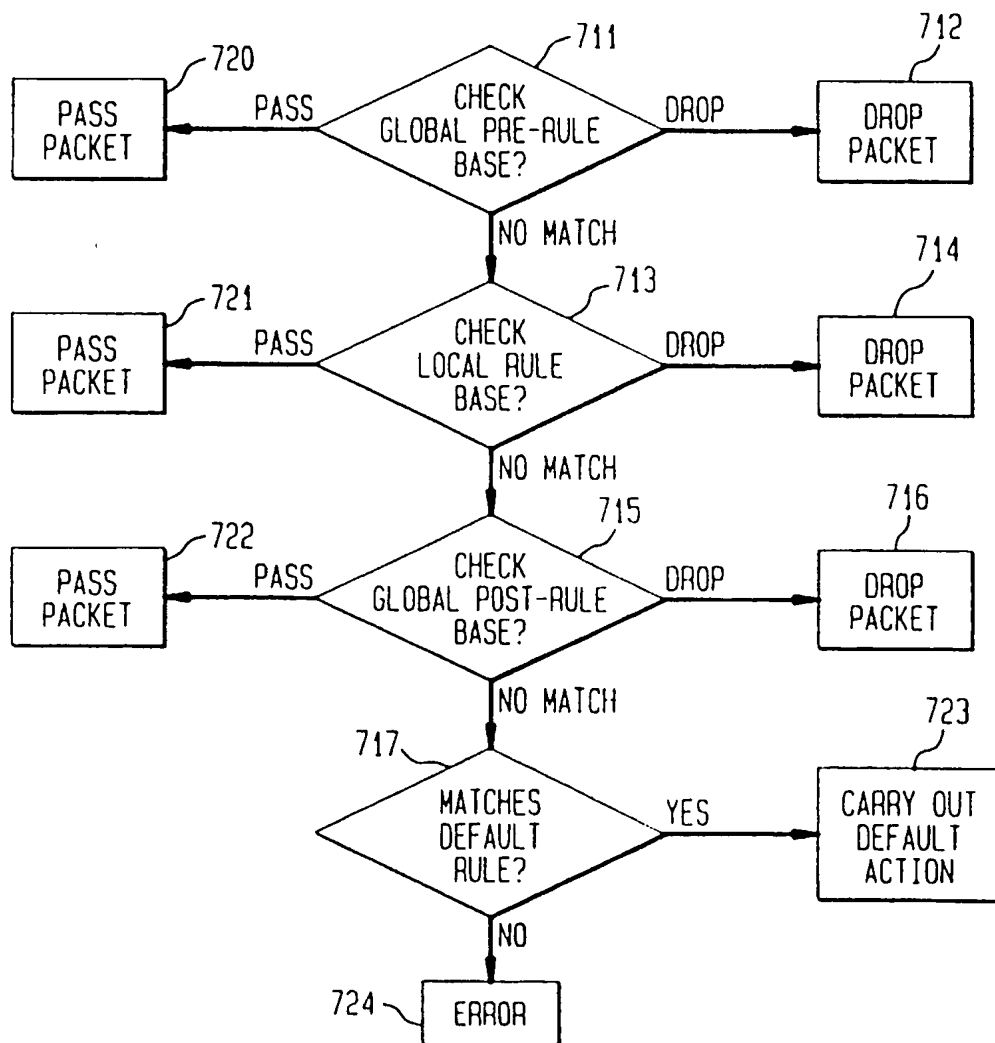 720
711
712
PASS
PACKET
PASS
CHECK
GLOBAL PRE-RULE
BASE?
DROP
DROP
PACKET
NO MATCH
721
713
714
PASS
PACKET
PASS
CHECK
LOCAL RULE
BASE?
DROP
DROP
PACKET
NO MATCH
722
715
716
PASS
PACKET
PASS
CHECK
GLOBAL POST-RULE
BASE?
DROP
DROP
PACKET
NO MATCH
717
723
MATCHES
DEFAULT
RULE?
YES
CARRY OUT
DEFAULT
ACTION
NO
724
ERROR